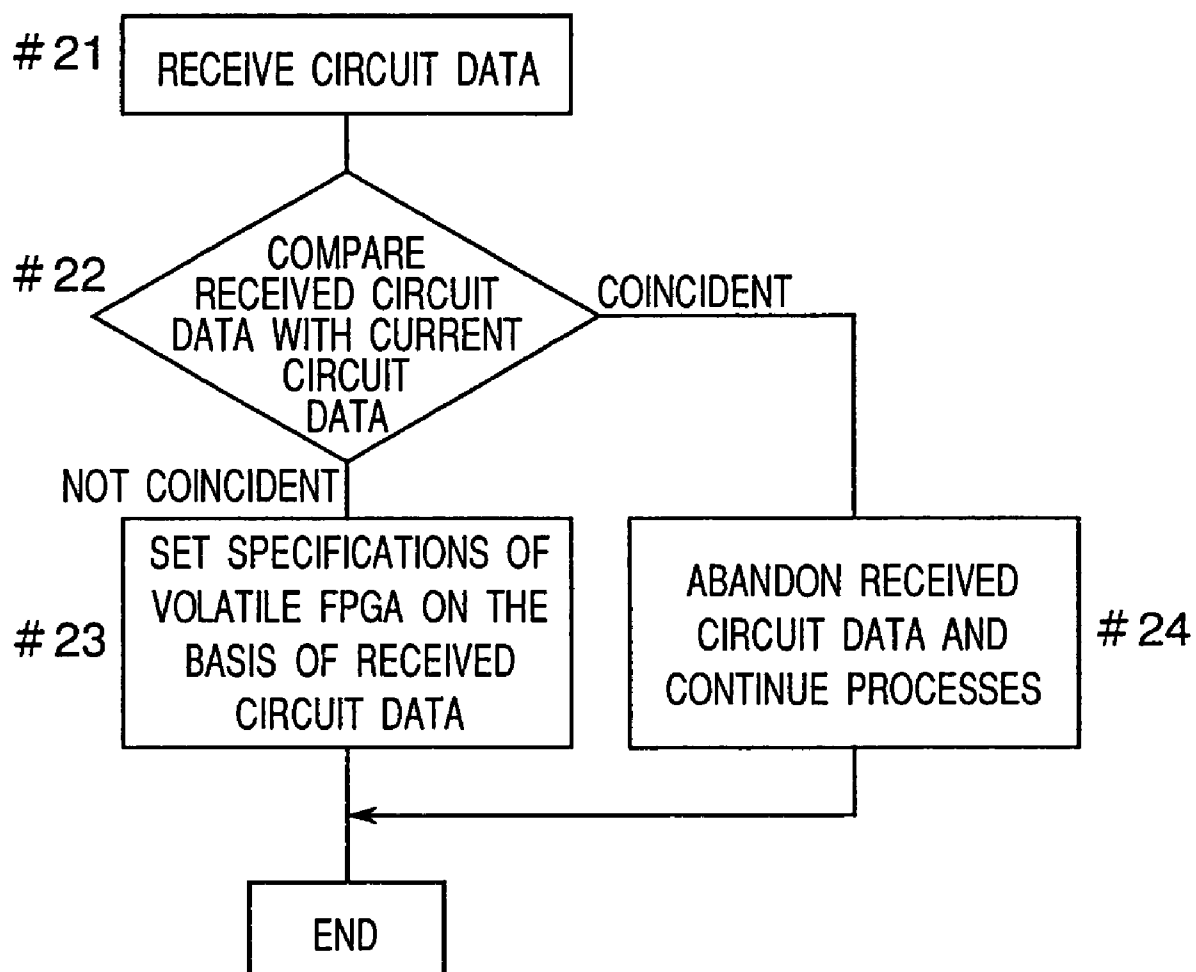 #21
RECEIVE CIRCUIT DATA
#22
COMPARE
RECEIVED CIRCUIT
DATA WITH CURRENT
CIRCUIT
DATA
COINCIDENT
NOT COINCIDENT
#23
SET SPECIFICATIONS OF
VOLATILE FPGA ON THE
BASIS OF RECEIVED
CIRCUIT DATA
ABANDON RECEIVED
CIRCUIT DATA AND
CONTINUE PROCESSES
#24
END